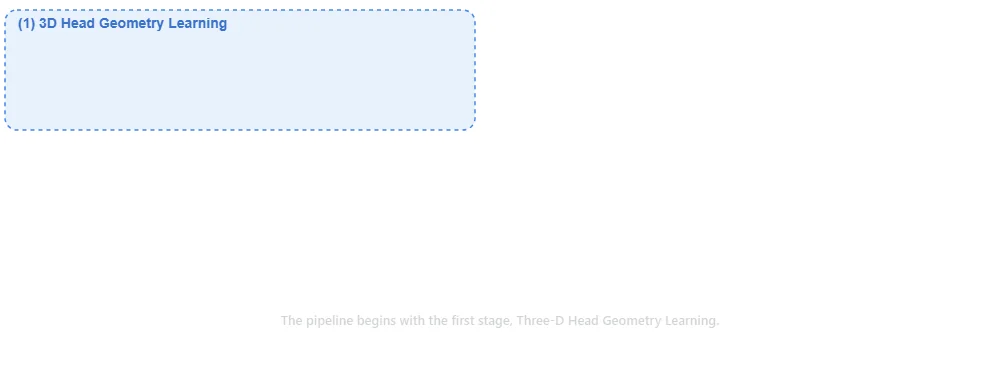 (1) 3D Head Geometry Learning
The pipeline begins with the first stage, Three-D Head Geometry Learning.